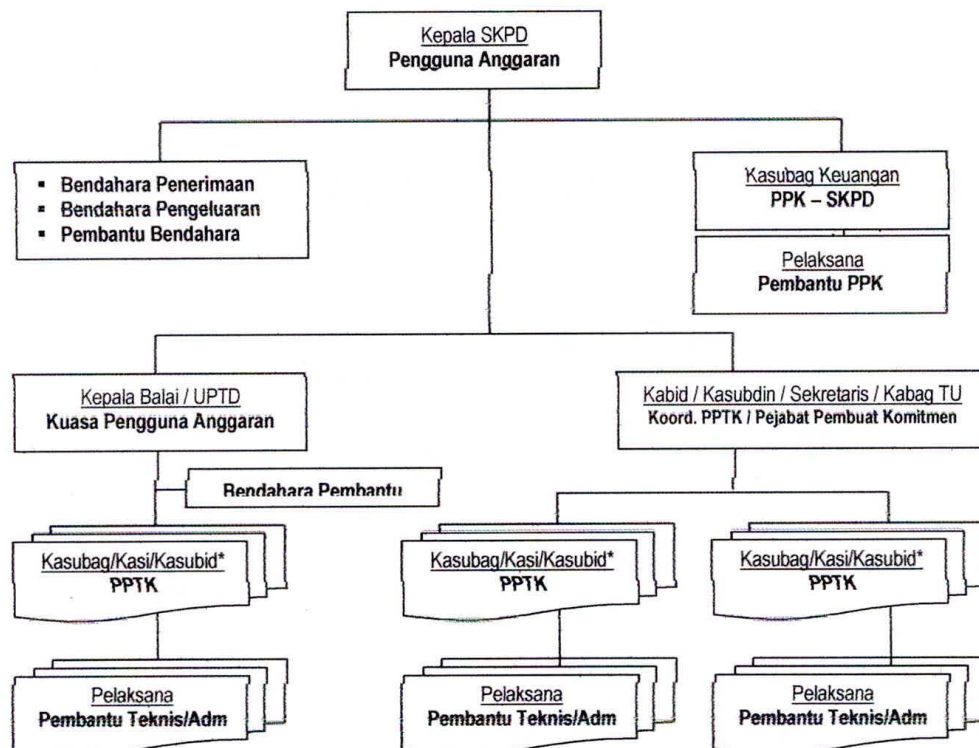 Kepala SKPD
Pengguna Anggaran
▪ Bendahara Penerimaan
▪ Bendahara Pengeluaran
▪ Pembantu Bendahara
Kasubag Keuangan
PPK – SKPD
Pelaksana
Pembantu PPK
Kepala Balai / UPTD
Kuasa Pengguna Anggaran
Kabid / Kasubdin / Sekretaris / Kabag TU
Koord. PPTK / Pejabat Pembuat Komitmen
Bendahara Pembantu
Kasubag/Kasi/Kasubid*
PPTK
Kasubag/Kasi/Kasubid*
PPTK
Kasubag/Kasi/Kasubid*
PPTK
Pelaksana
Pembantu Teknis/Adm
Pelaksana
Pembantu Teknis/Adm
Pelaksana
Pembantu Teknis/Adm